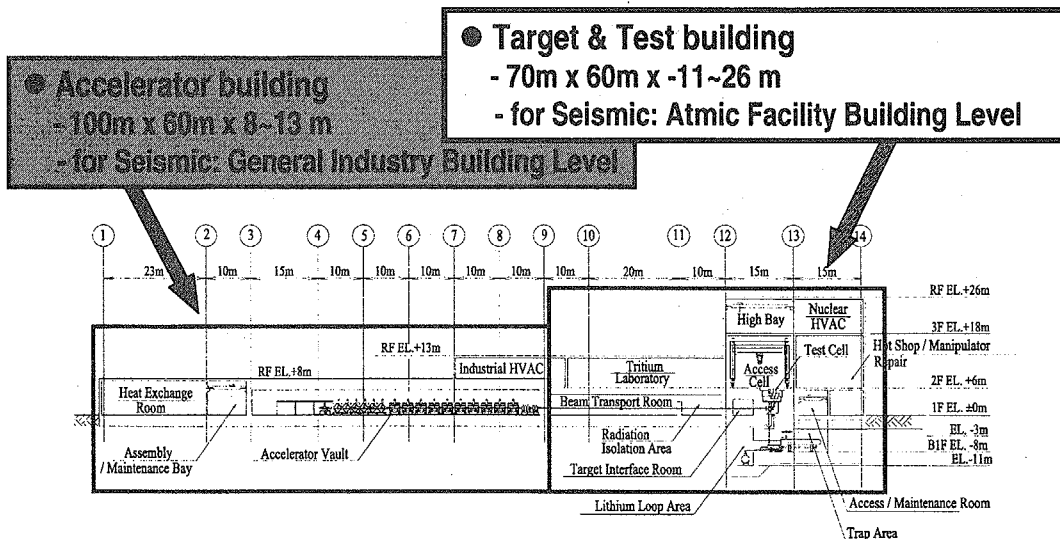 ● Target & Test building
- 70m x 60m x -11~26 m
- for Seismic: Atmic Facility Building Level
● Accelerator building
- 100m x 60m x 8~13 m
- for Seismic: General Industry Building Level
1 2 3 4 5 6 7 8 9 10 11 12 13 14
23m 10m 15m 10m 10m 10m 10m 10m 10m 20m 10m 15m 15m
RF EL.+26m
High Bay
Nuclear
HVAC
3F EL.+18m
RF EL.+13m
Test Cell
Hot Shop / Manipulator
Repair
Industrial HVAC
Tritium
Laboratory
Access
Cell
RF EL.+8m
2F EL. +6m
Heat Exchange
Room
Beam Transport Room
1F EL. ±0m
Radiation
Isolation Area
EL. -3m
B1F EL. -8m
EL.-11m
Assembly
/ Maintenance Bay
Accelerator Vault
Target Interface Room
Lithium Loop Area
Access / Maintenance Room
Trap Area